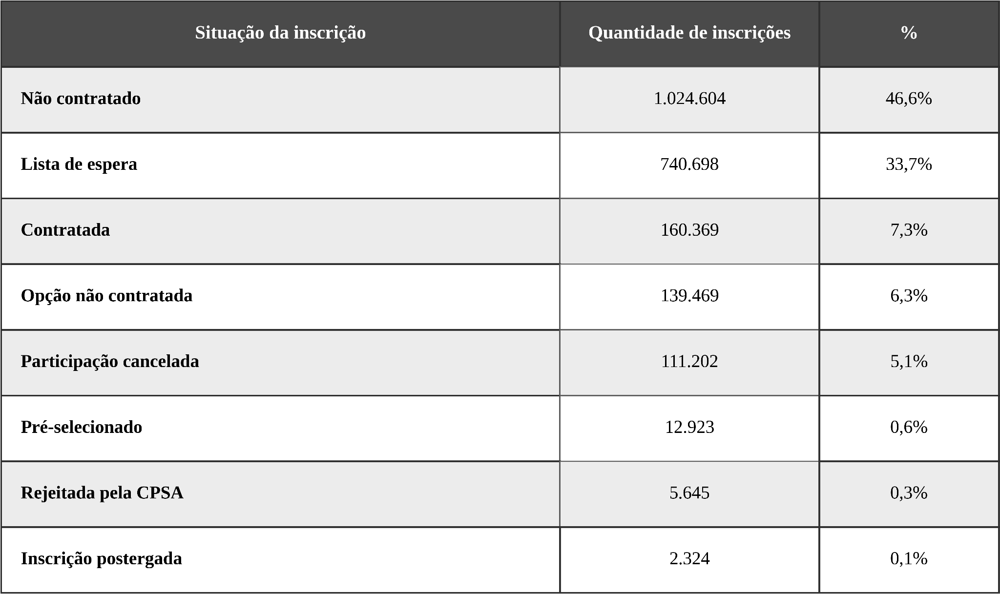 Situação da inscrição Quantidade de inscrições %
Não contratado 1.024.604 46,6%
Lista de espera 740.698 33,7%
Contratada 160.369 7,3%
Opção não contratada 139.469 6,3%
Participação cancelada 111.202 5,1%
Pré-selecionado 12.923 0,6%
Rejeitada pela CPSA 5.645 0,3%
Inscrição postergada 2.324 0,1%